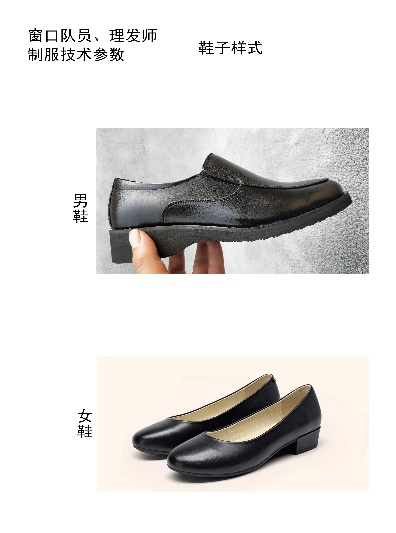 窗口队员、理发师
制服技术参数
鞋子样式
男鞋
女鞋